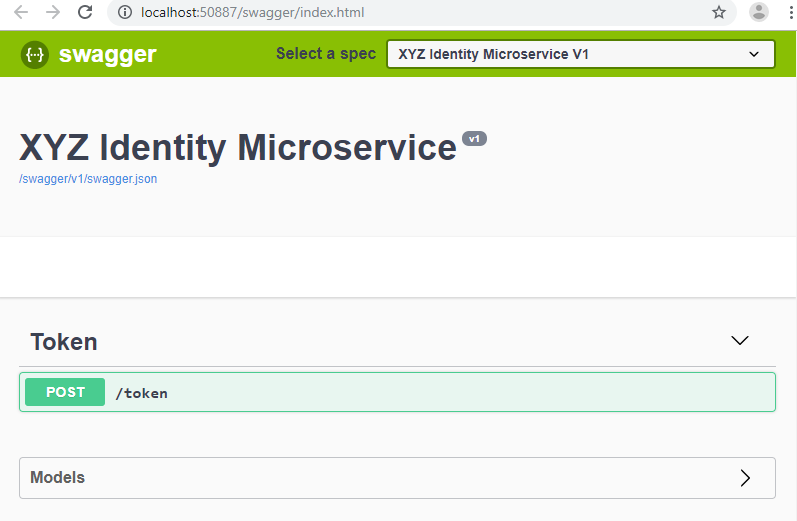 localhost:50887/swagger/index.html
{··} swagger Select a spec XYZ Identity Microservice V1
XYZ Identity Microservice v1
/swagger/v1/swagger.json
Token
POST /token
Models